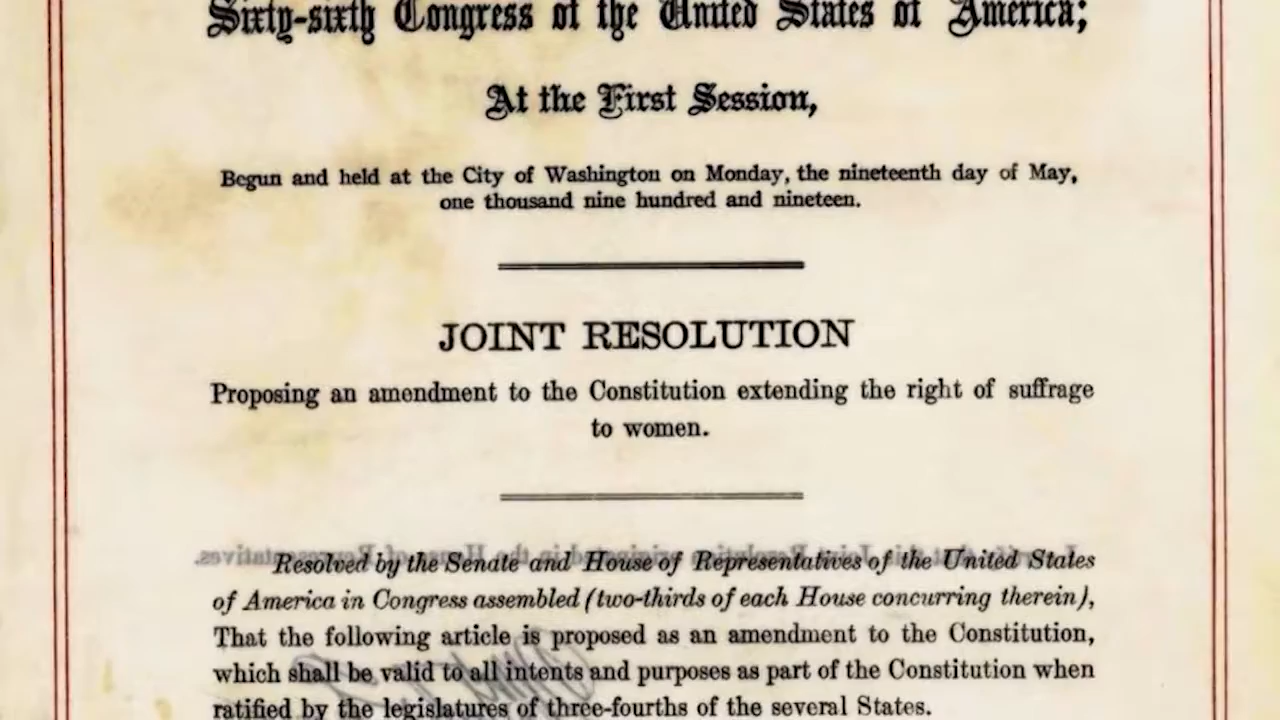 Sixty-sixth Congress of the United States of America;
At the First Session,
Begun and held at the City of Washington on Monday, the nineteenth day of May,
one thousand nine hundred and nineteen.
JOINT RESOLUTION
Proposing an amendment to the Constitution extending the right of suffrage
to women.
Resolved by the Senate and House of Representatives of the United States
of America in Congress assembled (two-thirds of each House concurring therein),
That the following article is proposed as an amendment to the Constitution,
which shall be valid to all intents and purposes as part of the Constitution when
ratified by the legislatures of three-fourths of the several States.